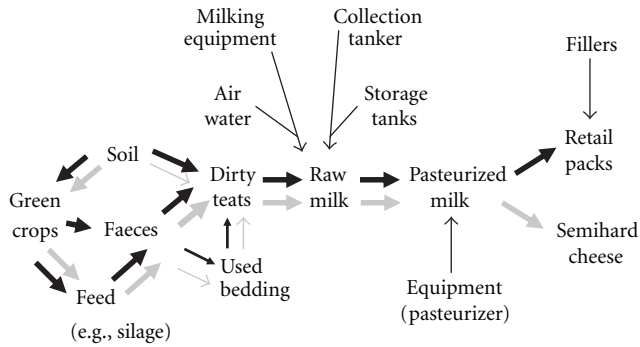 Milking
equipment
Collection
tanker
Fillers
Air
water
Storage
tanks
Soil
Dirty
teats
Raw
milk
Pasteurized
milk
Retail
packs
Green
crops
Faeces
Semihard
cheese
Used
bedding
Feed
(e.g., silage)
Equipment
(pasteurizer)